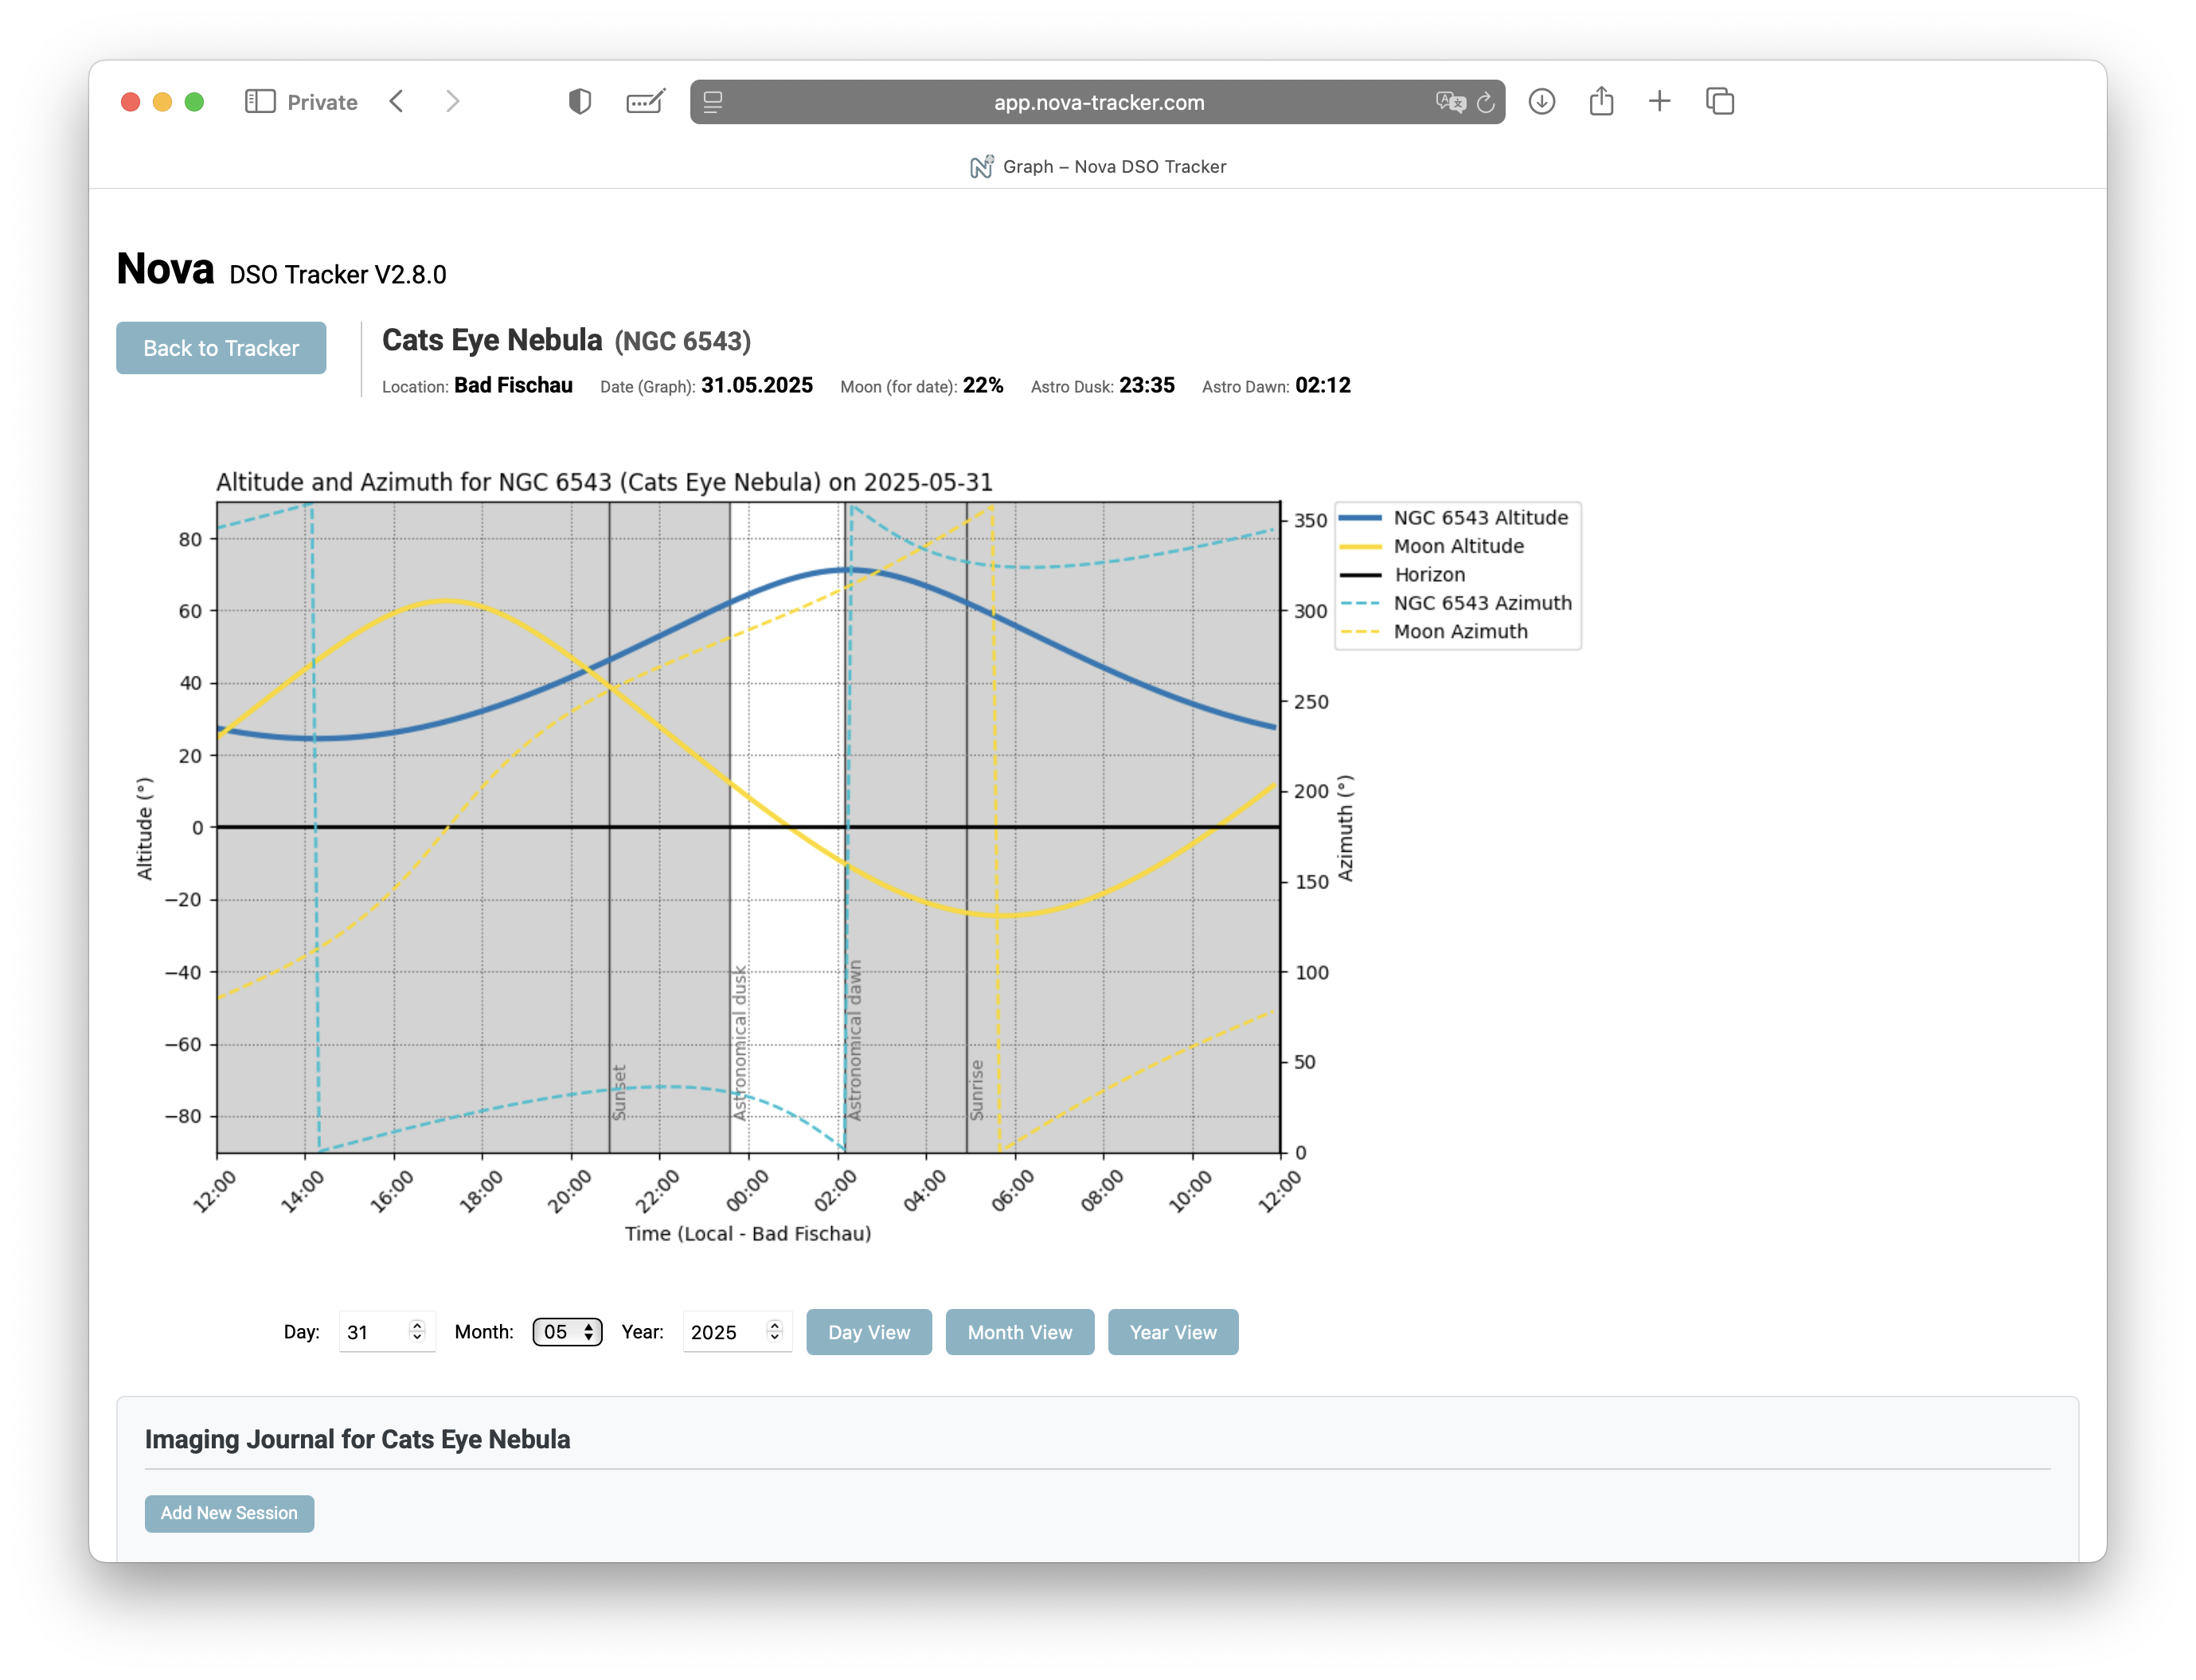 Private
app.nova-tracker.com
Graph – Nova DSO Tracker
Nova DSO Tracker V2.8.0
Back to Tracker
Cats Eye Nebula (NGC 6543)
Location: Bad Fischau Date (Graph): 31.05.2025 Moon (for date): 22% Astro Dusk: 23:35 Astro Dawn: 02:12
Altitude and Azimuth for NGC 6543 (Cats Eye Nebula) on 2025-05-31
80
60
40
20
0
−20
−40
−60
−80
Altitude (°)
Sunset
Astronomical dusk
Astronomical dawn
Sunrise
350
300
250
200
150
100
50
0
Azimuth (°)
NGC 6543 Altitude
Moon Altitude
Horizon
NGC 6543 Azimuth
Moon Azimuth
12:00 14:00 16:00 18:00 20:00 22:00 00:00 02:00 04:00 06:00 08:00 10:00 12:00
Time (Local - Bad Fischau)
Day: 31 Month: 05 Year: 2025 Day View Month View Year View
Imaging Journal for Cats Eye Nebula
Add New Session